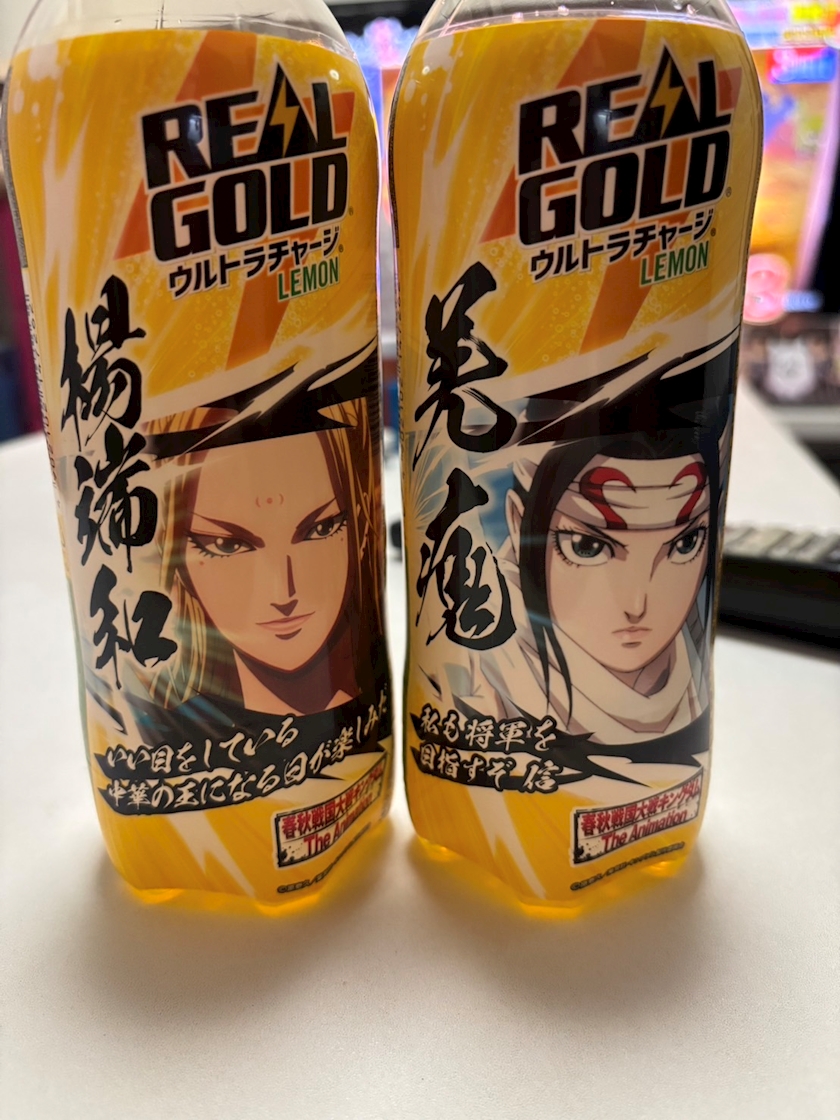 REAL
GOLD
ウルトラチャージ
LEMON
楊端和
いい目をしている
中華の王になる日が楽しみだ
春秋戦国大戦キングダム
The Animation
REAL
GOLD
ウルトラチャージ
LEMON
羌瘣
私も将軍を
目指すぞ 信
春秋戦国大戦キングダム
The Animation